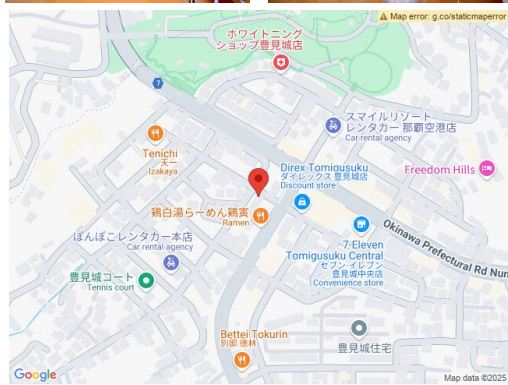 Map error: g.co/staticmaperror
ホワイトニング
ショップ豊見城店
7
スマイルリゾート
レンタカー 那覇空港店
Car rental agency
Tenichi
天一
Izakaya
Direx Tomigusuku
ダイレックス 豊見城店
Discount store
Freedom Hills
鶏白湯らーめん鶏寅
Ramen
ぽんぽこレンタカー本店
Car rental agency
7-Eleven
Tomigusuku Central
セブン-イレブン
豊見城中央店
Convenience store
Okinawa Prefectural Rd Num
豊見城コート
Tennis court
Bettei Tokurin
別邸 徳林
豊見城住宅
Google
Map data ©2025